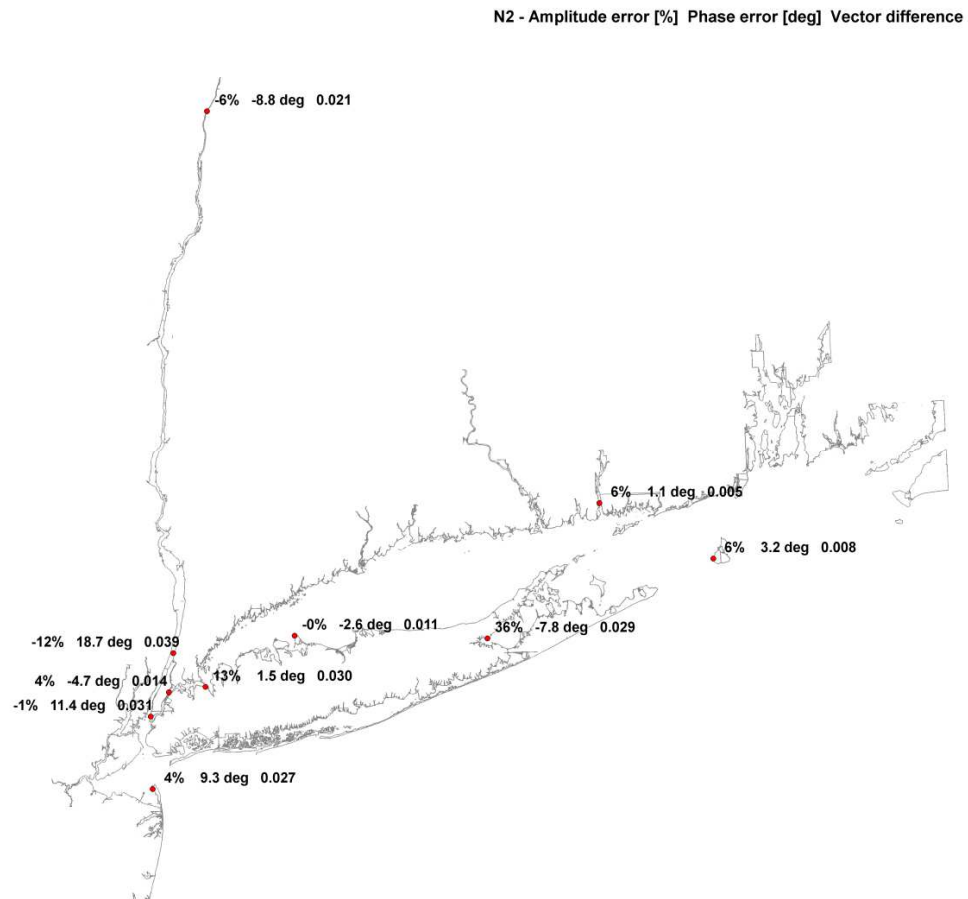 N2 - Amplitude error [%] Phase error [deg] Vector difference
-6% -8.8 deg 0.021
6% 1.1 deg 0.005
6% 3.2 deg 0.008
-0% -2.6 deg 0.011
36% -7.8 deg 0.029
-12% 18.7 deg 0.039
13% 1.5 deg 0.030
4% -4.7 deg 0.014
-1% 11.4 deg 0.031
4% 9.3 deg 0.027